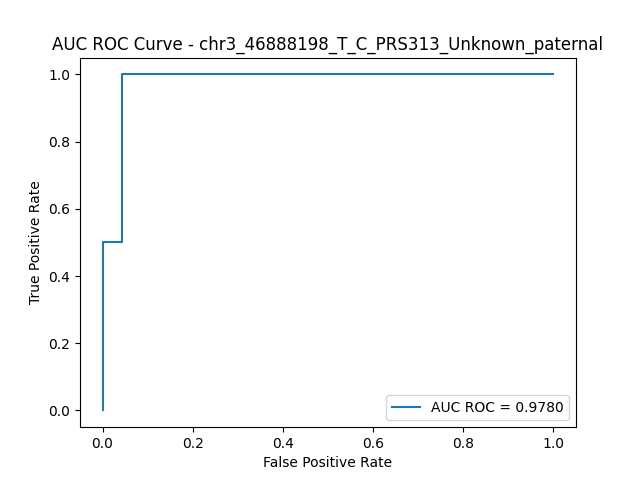 AUC ROC Curve - chr3_46888198_T_C_PRS313_Unknown_paternal
1.0
0.8
0.6
0.4
0.2
0.0
True Positive Rate
AUC ROC = 0.9780
0.0 0.2 0.4 0.6 0.8 1.0
False Positive Rate